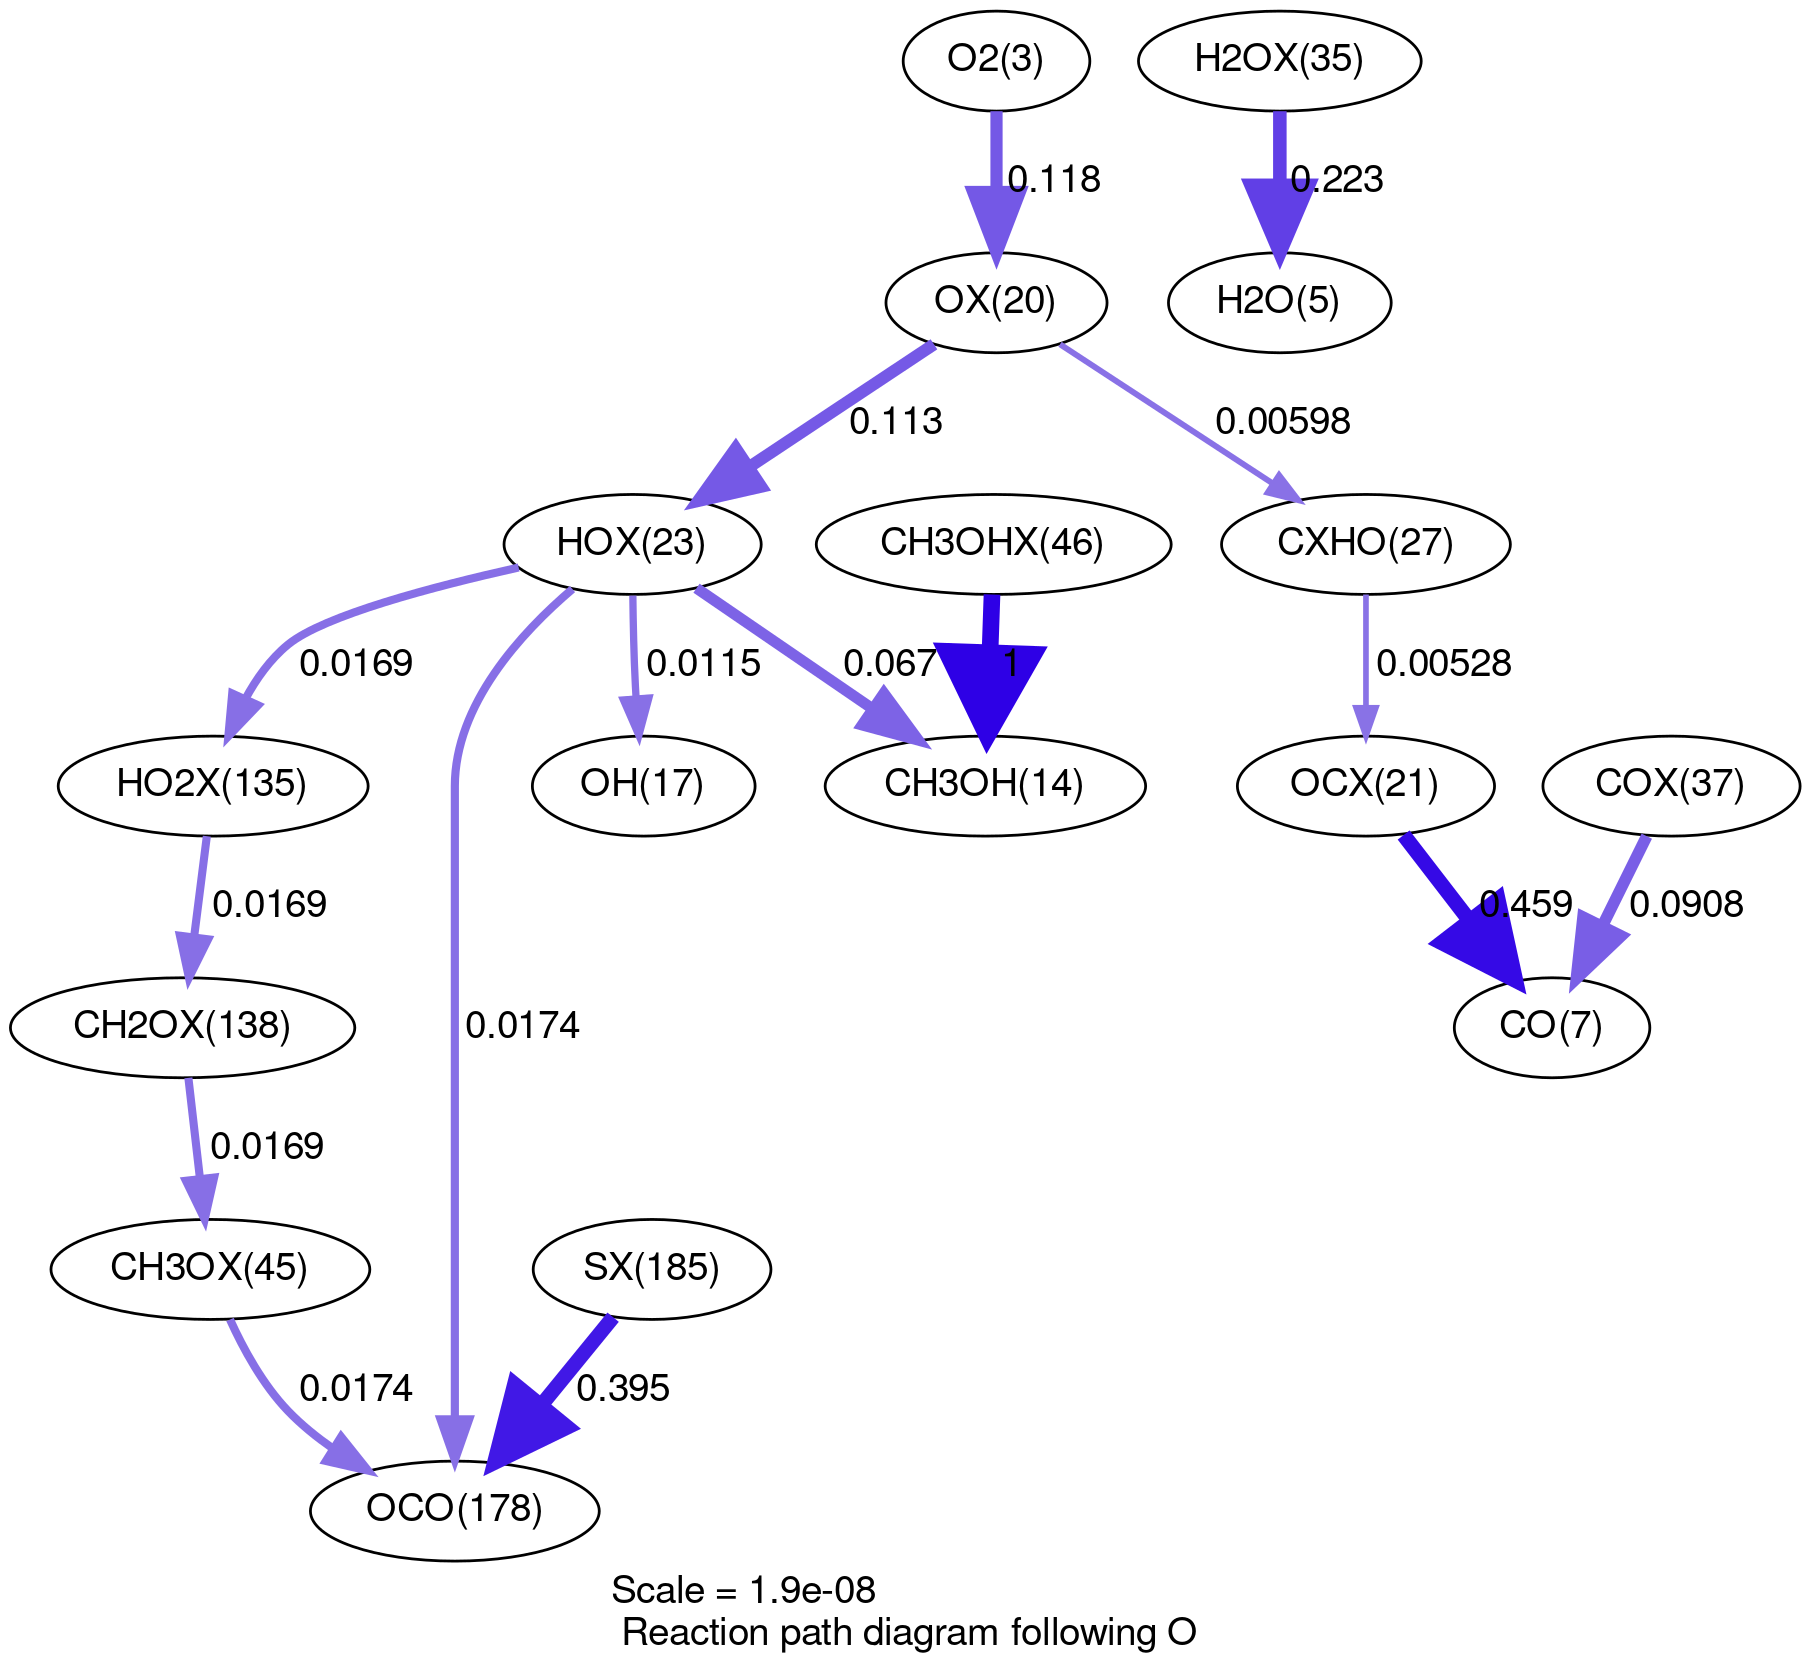 O2(3)
H2OX(35)
0.118
0.223
OX(20)
H2O(5)
0.113
0.00598
HOX(23)
CH3OHX(46)
CXHO(27)
0.0169
0.0115
0.067
1
0.00528
HO2X(135)
OH(17)
CH3OH(14)
OCX(21)
COX(37)
0.0169
0.459
0.0908
CH2OX(138)
0.0174
CO(7)
0.0169
CH3OX(45)
SX(185)
0.0174
0.395
OCO(178)
Scale = 1.9e-08
Reaction path diagram following O